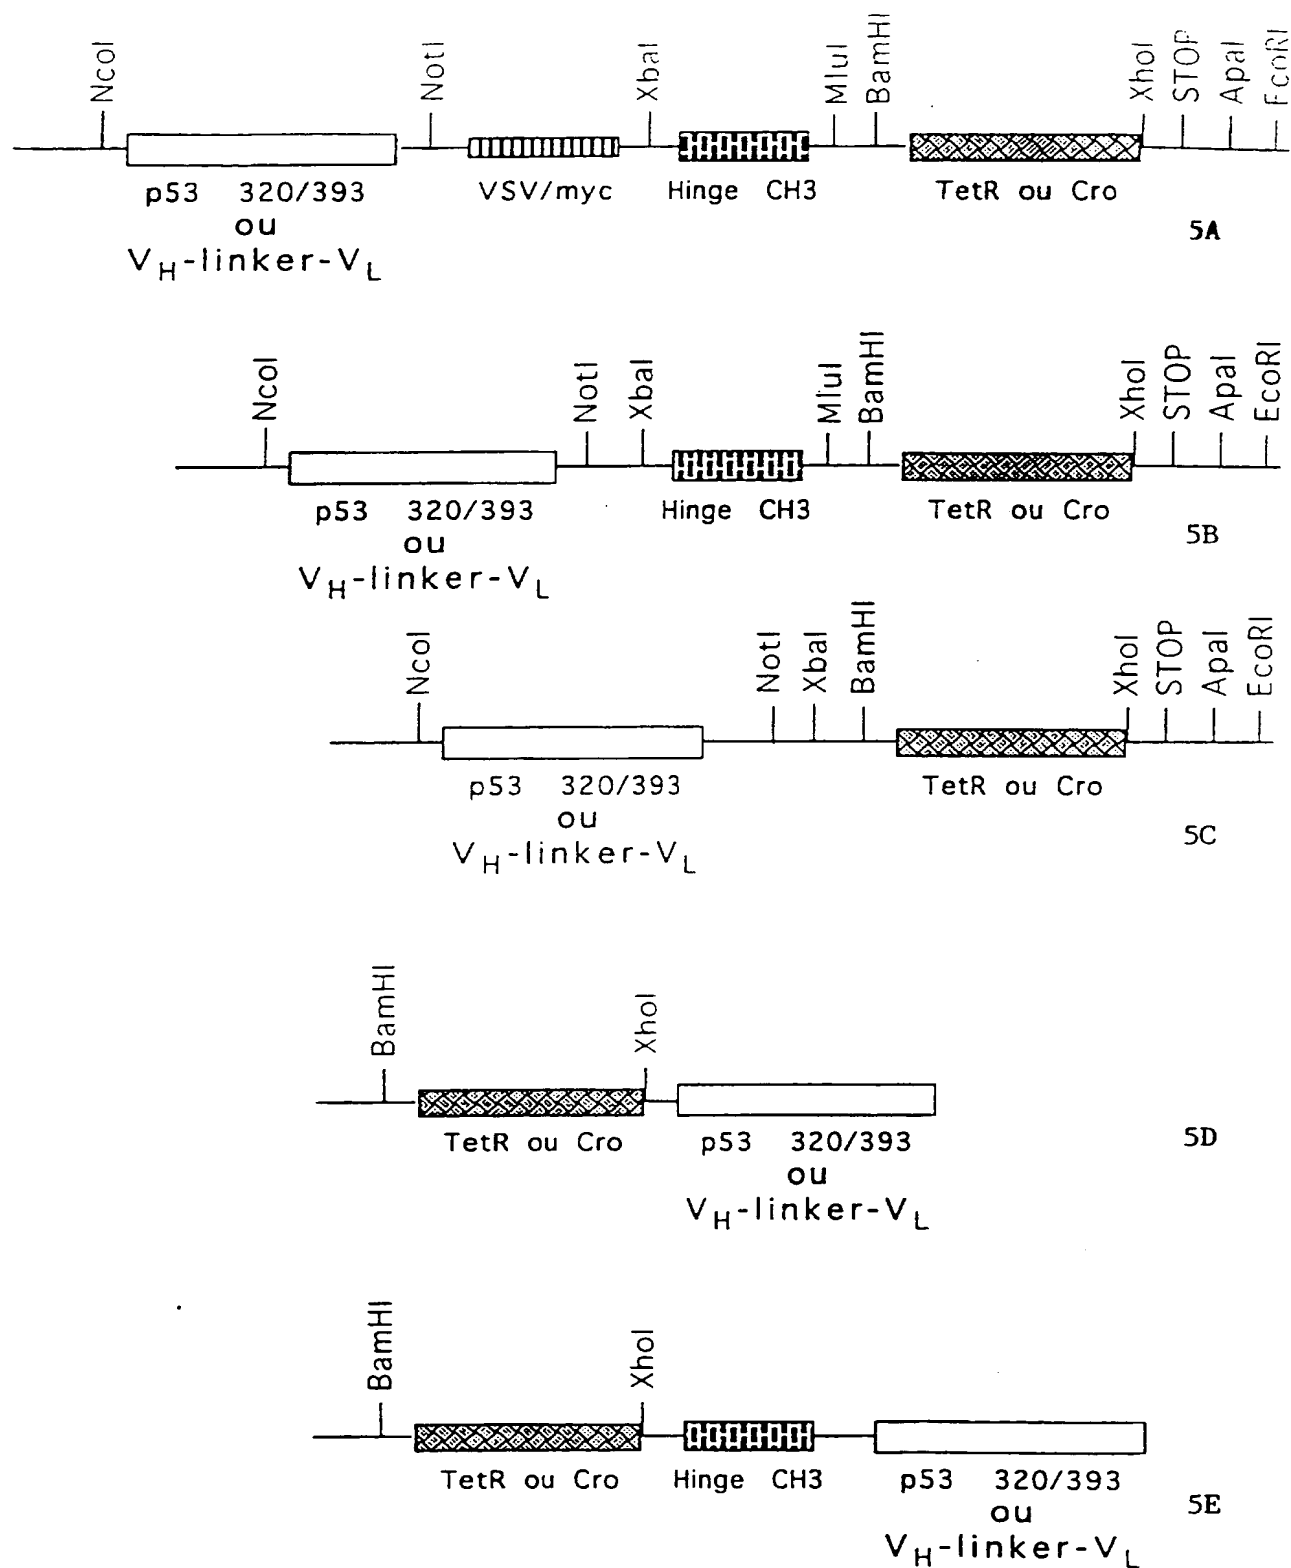 NcoI NotI XbaI MluI BamHI XhoI STOP ApaI EcoRI
p53 320/393 VSV/myc Hinge CH3 TetR ou Cro
ou
5A
VH-linker-VL
NcoI NotI XbaI MluI BamHI XhoI STOP ApaI EcoRI
p53 320/393 Hinge CH3 TetR ou Cro
ou
5B
VH-linker-VL
NcoI NotI XbaI BamHI XhoI STOP ApaI EcoRI
p53 320/393 TetR ou Cro
ou
5C
VH-linker-VL
BamHI XhoI
TetR ou Cro p53 320/393
5D
ou
VH-linker-VL
BamHI XhoI
TetR ou Cro Hinge CH3 p53 320/393
5E
ou
VH-linker-VL